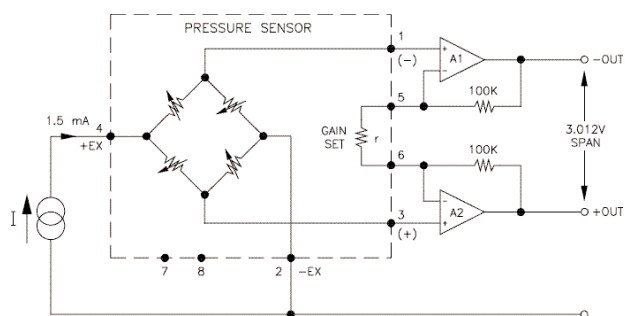 PRESSURE SENSOR
1
(−)
A1
−OUT
+
−
100K
5
1.5 mA
4
+EX
GAIN
SET
r
3.012V
SPAN
6
100K
I
−
A2
+
+OUT
3
(+)
7
8
2
−EX